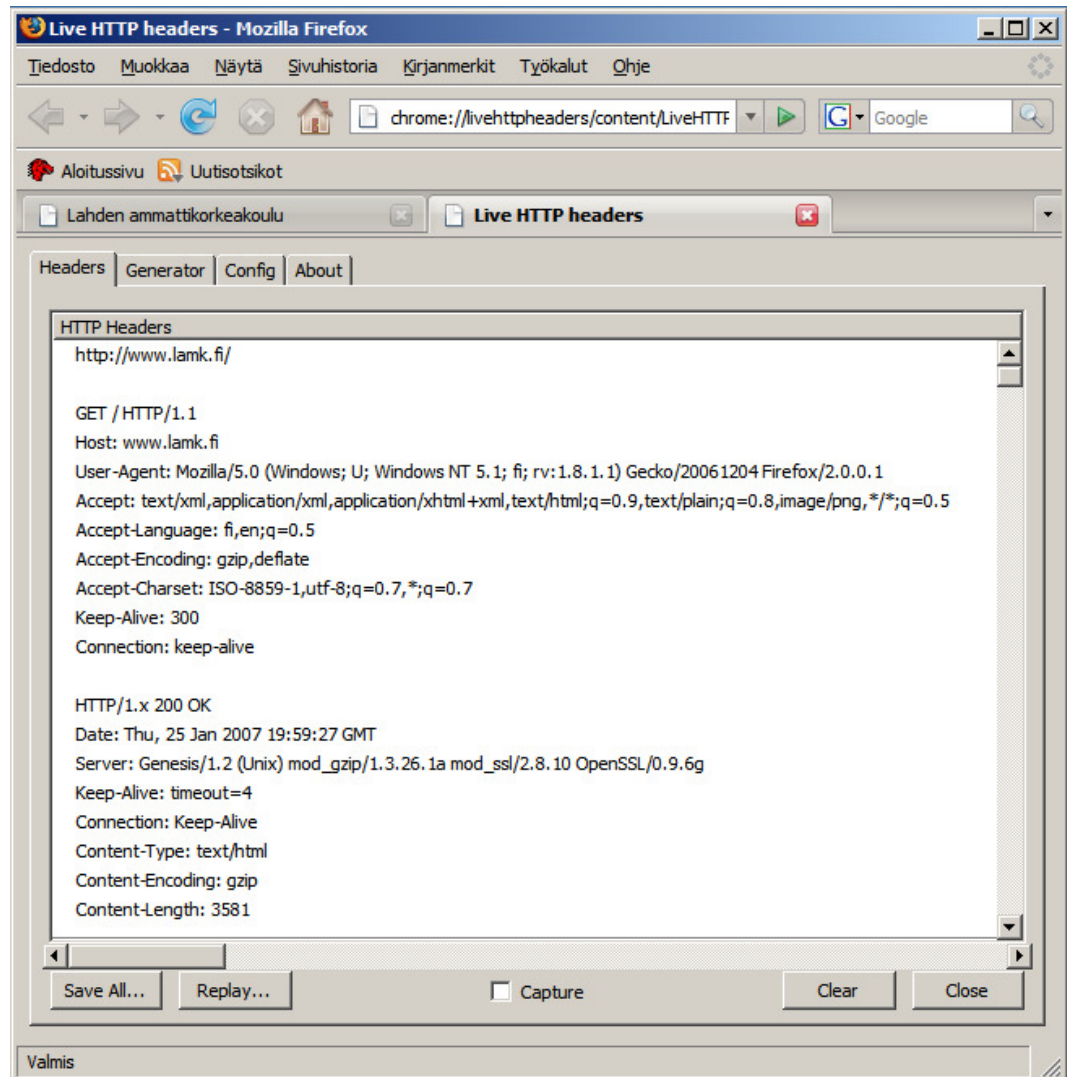 Live HTTP headers - Mozilla Firefox
Tiedosto Muokkaa Näytä Sivuhistoria Kirjanmerkit Työkalut Ohje
chrome://livehttpheaders/content/LiveHTTF G Google
Aloitussivu Uutisotsikot
Lahden ammattikorkeakoulu Live HTTP headers
Headers Generator Config About
HTTP Headers
http://www.lamk.fi/
GET / HTTP/1.1
Host: www.lamk.fi
User-Agent: Mozilla/5.0 (Windows; U; Windows NT 5.1; fi; rv:1.8.1.1) Gecko/20061204 Firefox/2.0.0.1
Accept: text/xml,application/xml,application/xhtml+xml,text/html;q=0.9,text/plain;q=0.8,image/png,*/*;q=0.5
Accept-Language: fi,en;q=0.5
Accept-Encoding: gzip,deflate
Accept-Charset: ISO-8859-1,utf-8;q=0.7,*;q=0.7
Keep-Alive: 300
Connection: keep-alive
HTTP/1.x 200 OK
Date: Thu, 25 Jan 2007 19:59:27 GMT
Server: Genesis/1.2 (Unix) mod_gzip/1.3.26.1a mod_ssl/2.8.10 OpenSSL/0.9.6g
Keep-Alive: timeout=4
Connection: Keep-Alive
Content-Type: text/html
Content-Encoding: gzip
Content-Length: 3581
Save All... Replay... Capture Clear Close
Valmis